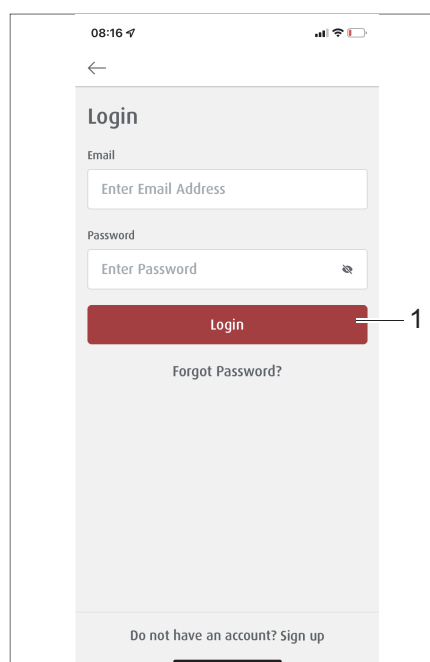 08:16
Login
Email
Enter Email Address
Password
Enter Password
Login
1
Forgot Password?
Do not have an account? Sign up